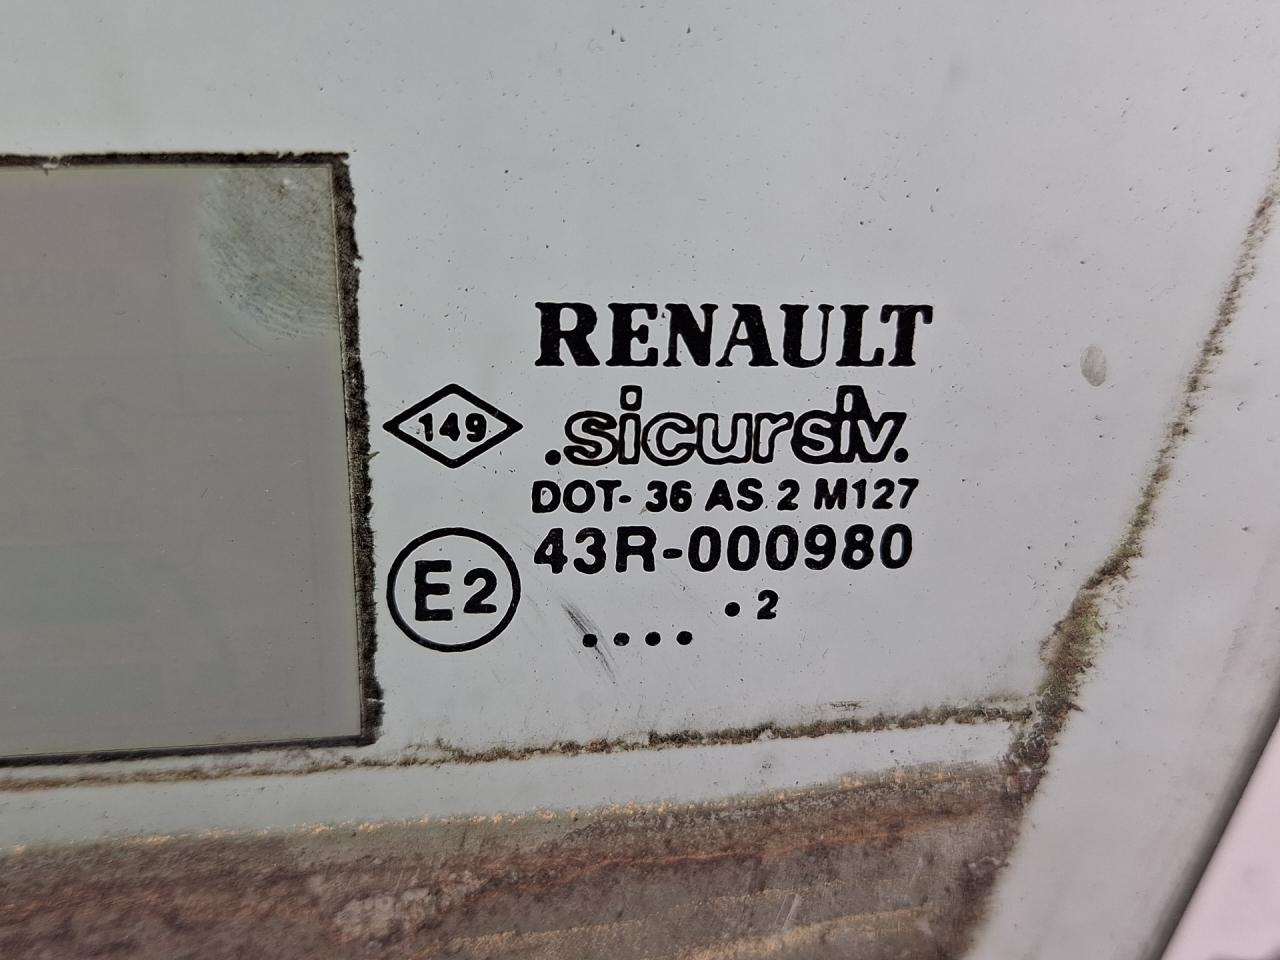 RENAULT
149
.sicursiv.
DOT- 36 AS 2 M127
E2
43R-000980
.2
....